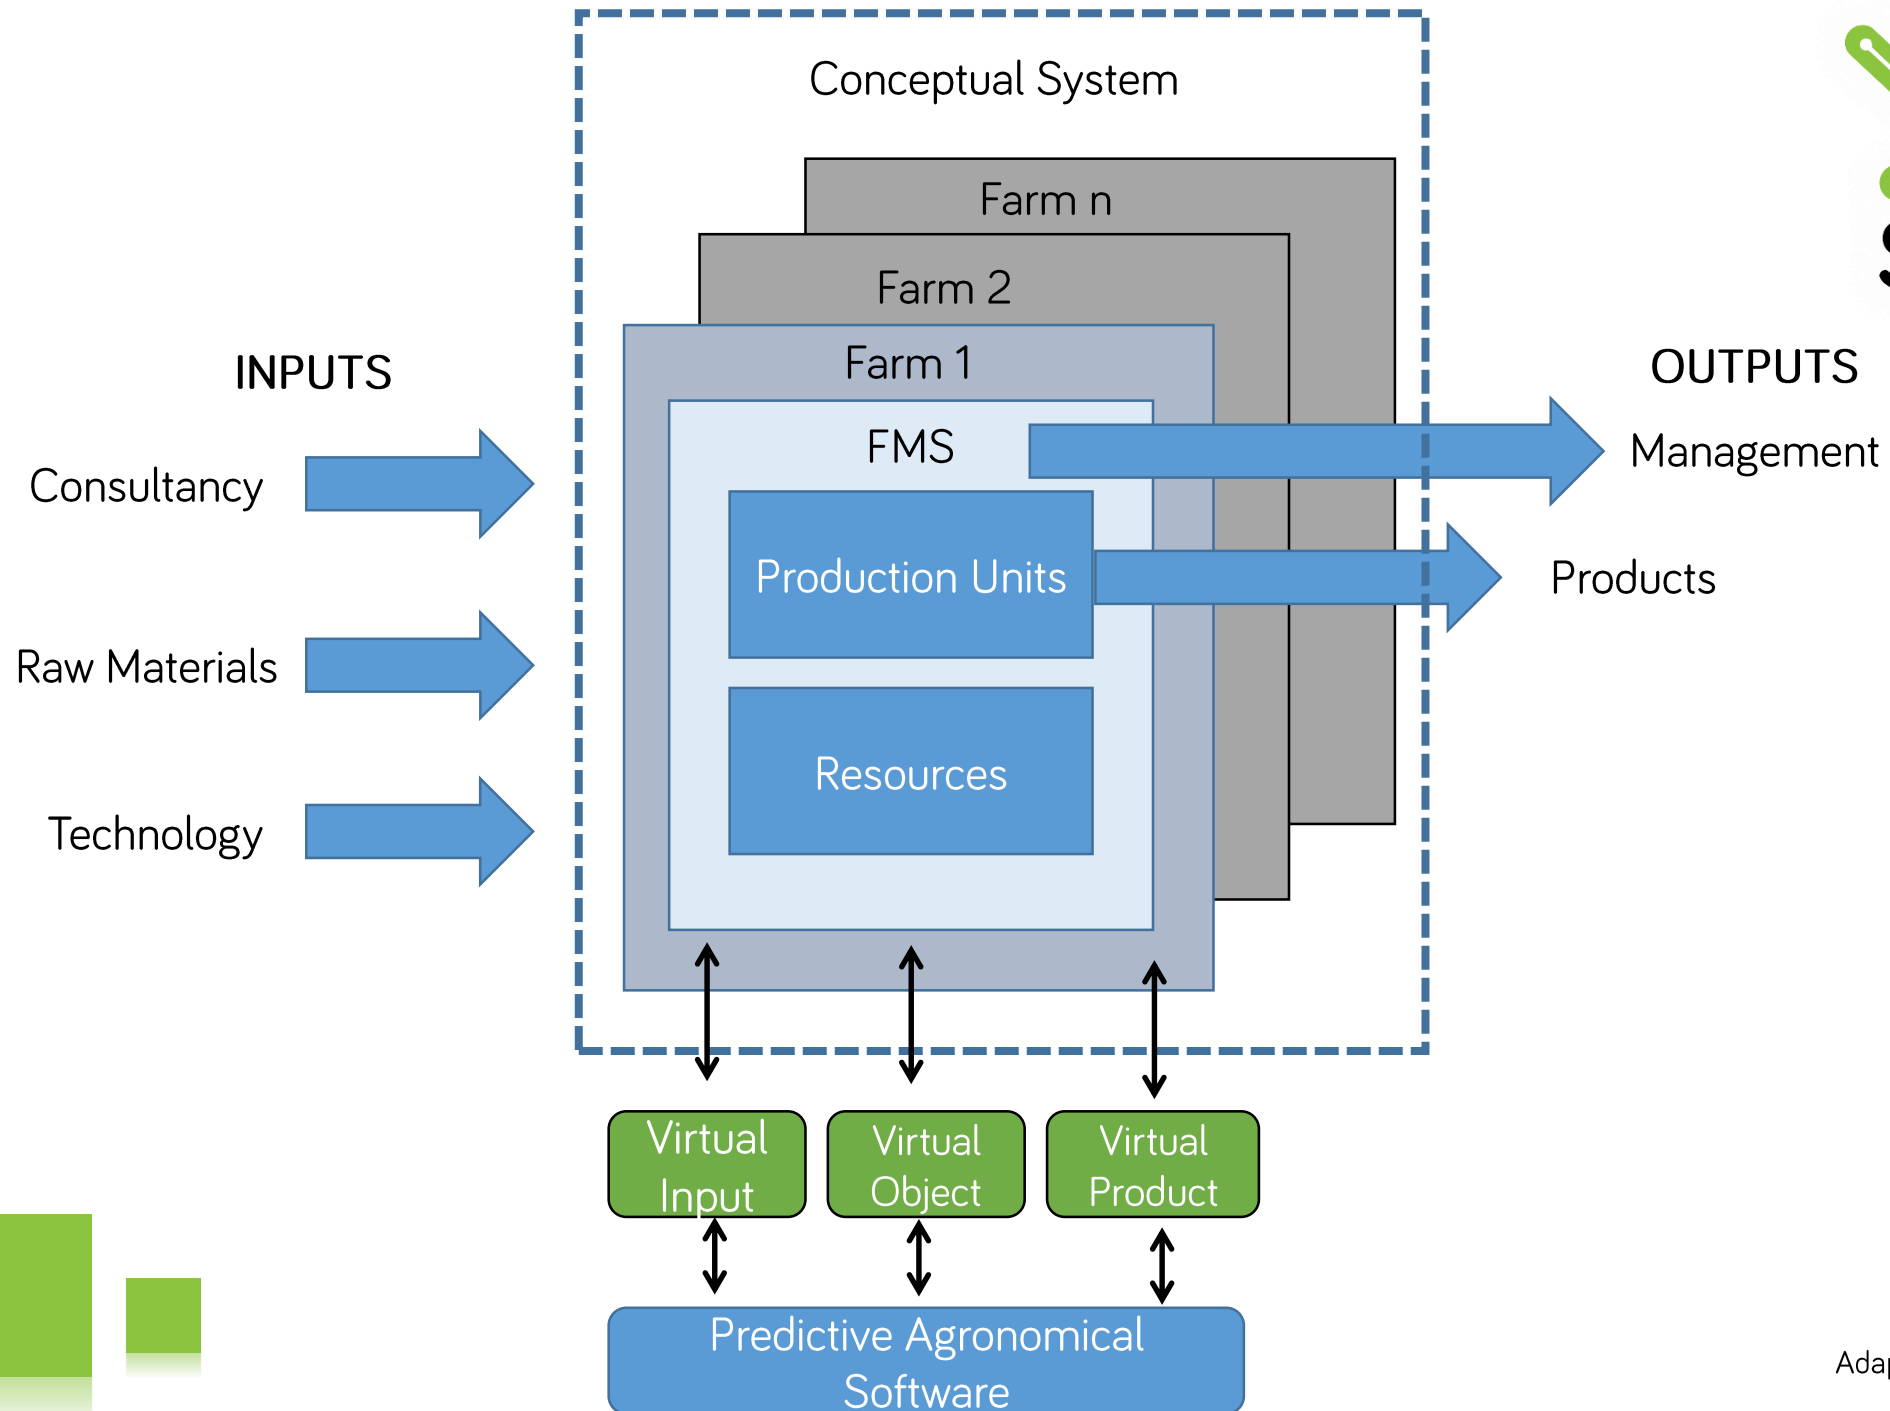 Conceptual System
Farm n
Farm 2
Farm 1
FMS
Production Units
Resources
INPUTS
Consultancy
Raw Materials
Technology
OUTPUTS
Management
Products
Virtual
Input
Virtual
Object
Virtual
Product
Predictive Agronomical
Software